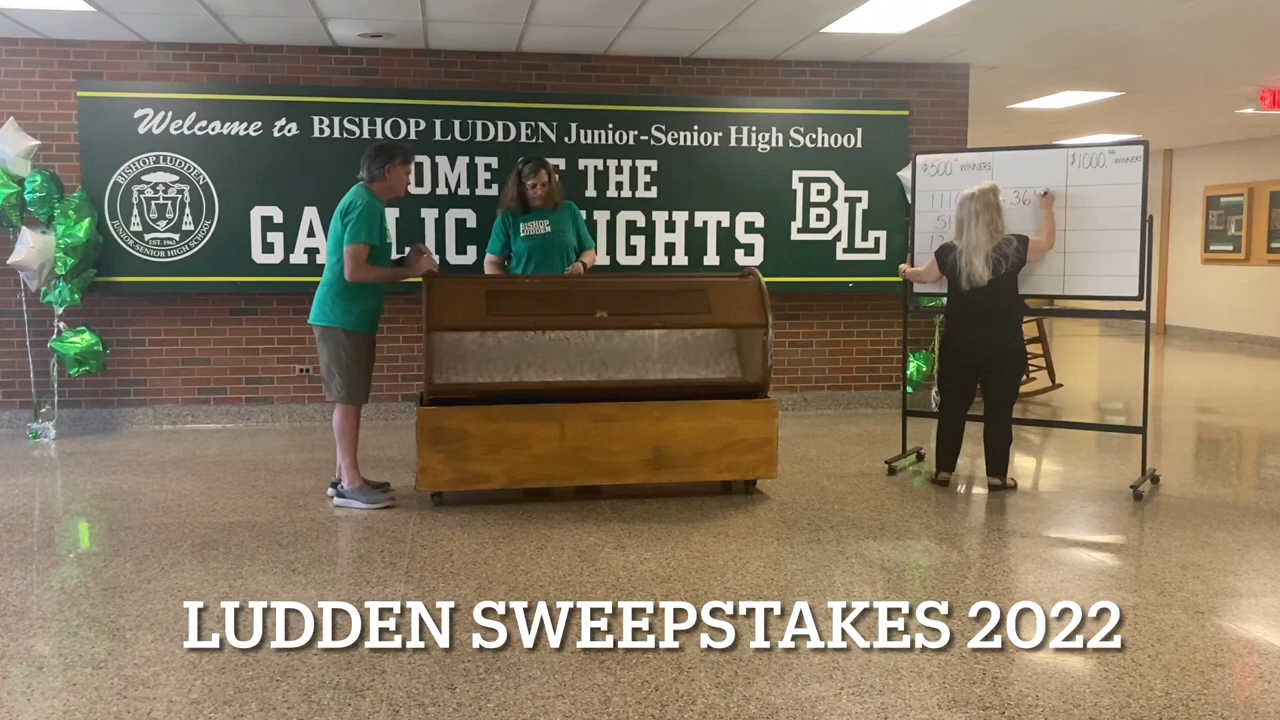 Welcome to BISHOP LUDDEN Junior-Senior High School
BISHOP LUDDEN
JUNIOR-SENIOR HIGH SCHOOL
EST. 1963
OME THE
GA LIC IGHTS
BL
BISHOP
LUDDEN
$500 WINNERS
$1000. WINNERS
36
LUDDEN SWEEPSTAKES 2022